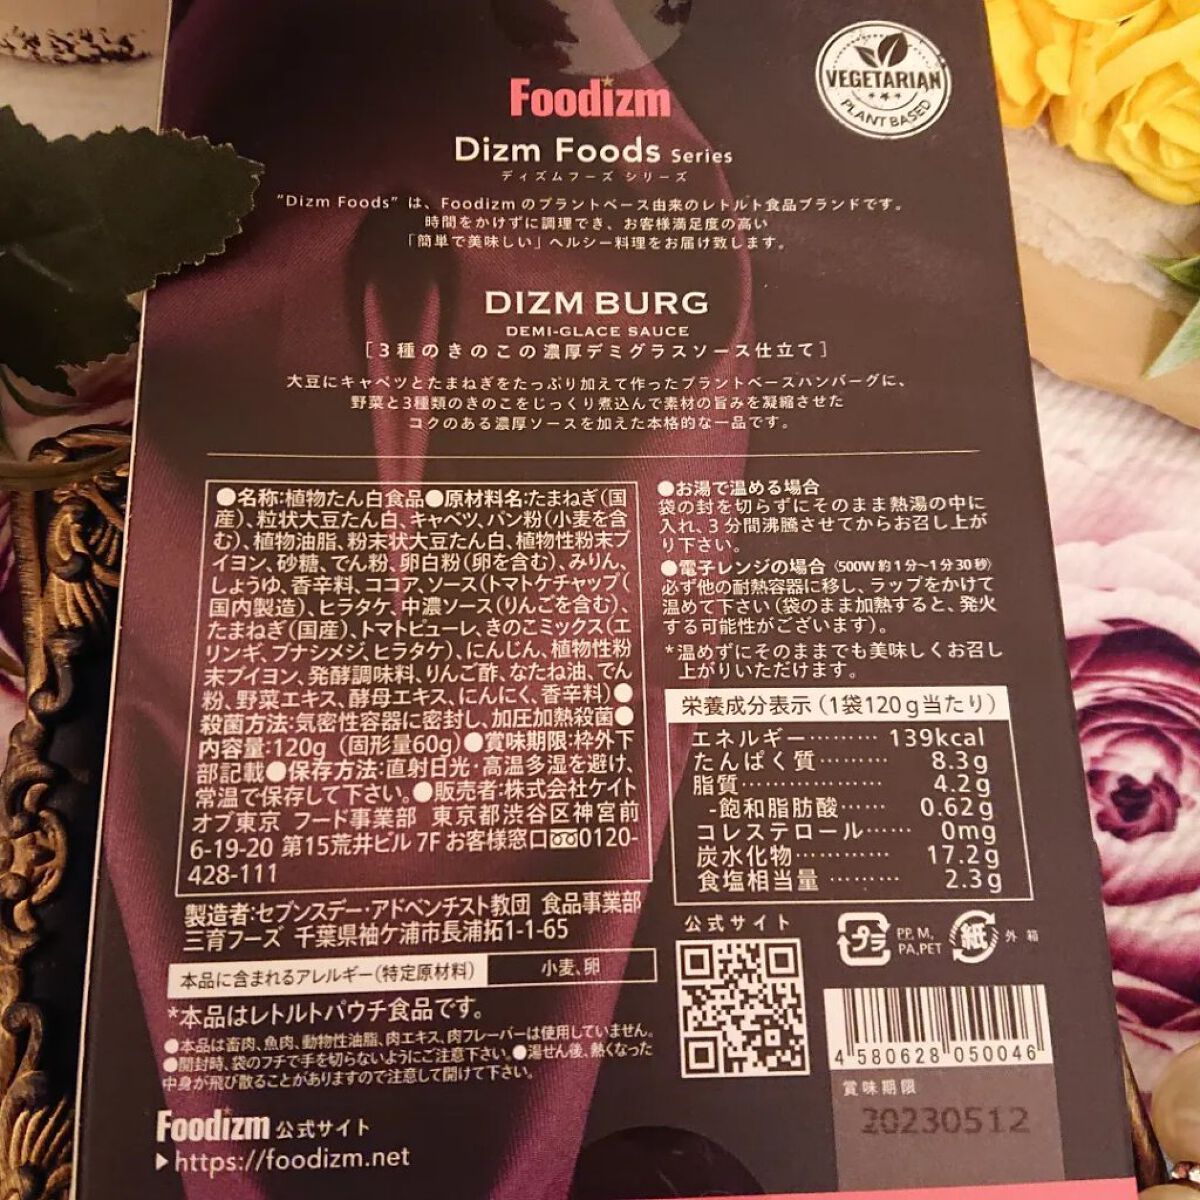 VEGETARIAN
PLANT BASED
Foodizm
Dizm Foods Series
ディズムフーズ シリーズ
"Dizm Foods" は、Foodizm のプラントベース由来のレトルト食品ブランドです。
時間をかけずに調理でき、お客様満足度の高い
「簡単で美味しい」ヘルシー料理をお届け致します。
DIZM BURG
DEMI-GLACE SAUCE
[3種のきのこの濃厚デミグラスソース仕立て]
大豆にキャベツとたまねぎをたっぷり加えて作ったプラントベースハンバーグに、
野菜と3種類のきのこをじっくり煮込んで素材の旨みを凝縮させた
コクのある濃厚ソースを加えた本格的な一品です。
●名称:植物たん白食品●原材料名:たまねぎ(国
産)、粒状大豆たん白、キャベツ、パン粉(小麦を含
む)、植物油脂、粉末状大豆たん白、植物性粉末ブ
イヨン、砂糖、でん粉、卵白粉(卵を含む)、みりん、
しょうゆ、香辛料、ココア、ソース(トマトケチャップ(
国内製造)、ヒラタケ、中濃ソース(りんごを含む)、
たまねぎ(国産)、トマトピューレ、きのこミックス(エ
リンギ、ブナシメジ、ヒラタケ)、にんじん、植物性粉
末ブイヨン、発酵調味料、りんご酢、なたね油、でん
粉、野菜エキス、酵母エキス、にんにく、香辛料)●
殺菌方法:気密性容器に密封し、加圧加熱殺菌●
内容量:120g (固形量60g)●賞味期限:枠外下
部記載●保存方法:直射日光・高温多湿を避け、
常温で保存して下さい。●販売者:株式会社ケイト
オブ東京 フード事業部 東京都渋谷区神宮前
6-19-20 第15荒井ビル 7F お客様窓口0120-
428-111
製造者:セブンスデー・アドベンチスト教団 食品事業部
三育フーズ 千葉県袖ケ浦市長浦拓1-1-65
本品に含まれるアレルギー(特定原材料) 小麦、卵
*本品はレトルトパウチ食品です。
●本品は畜肉、魚肉、動物性油脂、肉エキス、肉フレーバーは使用していません。
●開封時、袋のフチで手を切らないようにご注意下さい。●湯せん後、熱くなった
中身が飛び散ることがありますので注意して開けて下さい。
Foodizm 公式サイト
▶https://foodizm.net
●お湯で温める場合
袋の封を切らずにそのまま熱湯の中に
入れ、3分間沸騰させてからお召し上が
り下さい。
●電子レンジの場合 (500W 約1分~1分30秒)
必ず他の耐熱容器に移し、ラップをかけて
温めて下さい(袋のまま加熱すると、発火
する可能性がございます)。
*温めずにそのままでも美味しくお召し
上がりいただけます。
栄養成分表示 (1袋120g当たり)
エネルギー……… 139kcal
たんぱく質……… 8.3g
脂質……………… 4.2g
-飽和脂肪酸…… 0.62g
コレステロール…… 0mg
炭水化物………… 17.2g
食塩相当量 ……… 2.3g
公式サイト
プラ
PP, M,
PA,PET
紙
外箱
4 580628 050046
賞味期限
20230512